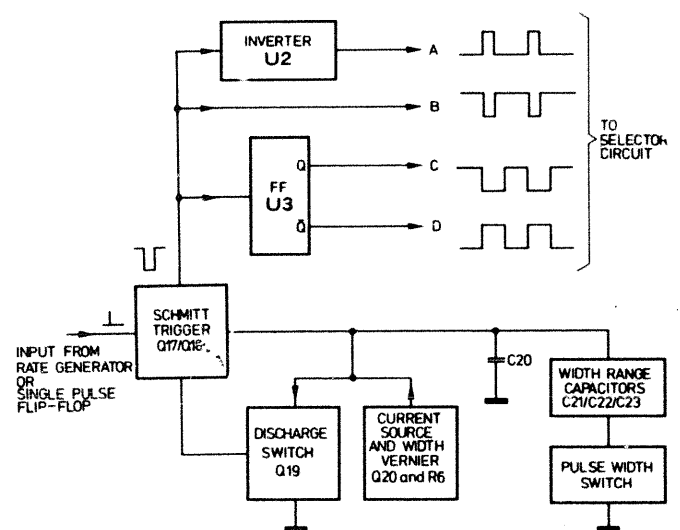 INVERTER
U2
A
B
TO
SELECTOR
CIRCUIT
Q
C
FF
U3
Q̄
D
SCHMITT
TRIGGER
Q17/Q18
INPUT FROM
RATE GENERATOR
OR
SINGLE PULSE
FLIP-FLOP
C20
WIDTH RANGE
CAPACITORS
C21/C22/C23
DISCHARGE
SWITCH
Q19
CURRENT
SOURCE
AND WIDTH
VERNIER
Q20 and R6
PULSE WIDTH
SWITCH